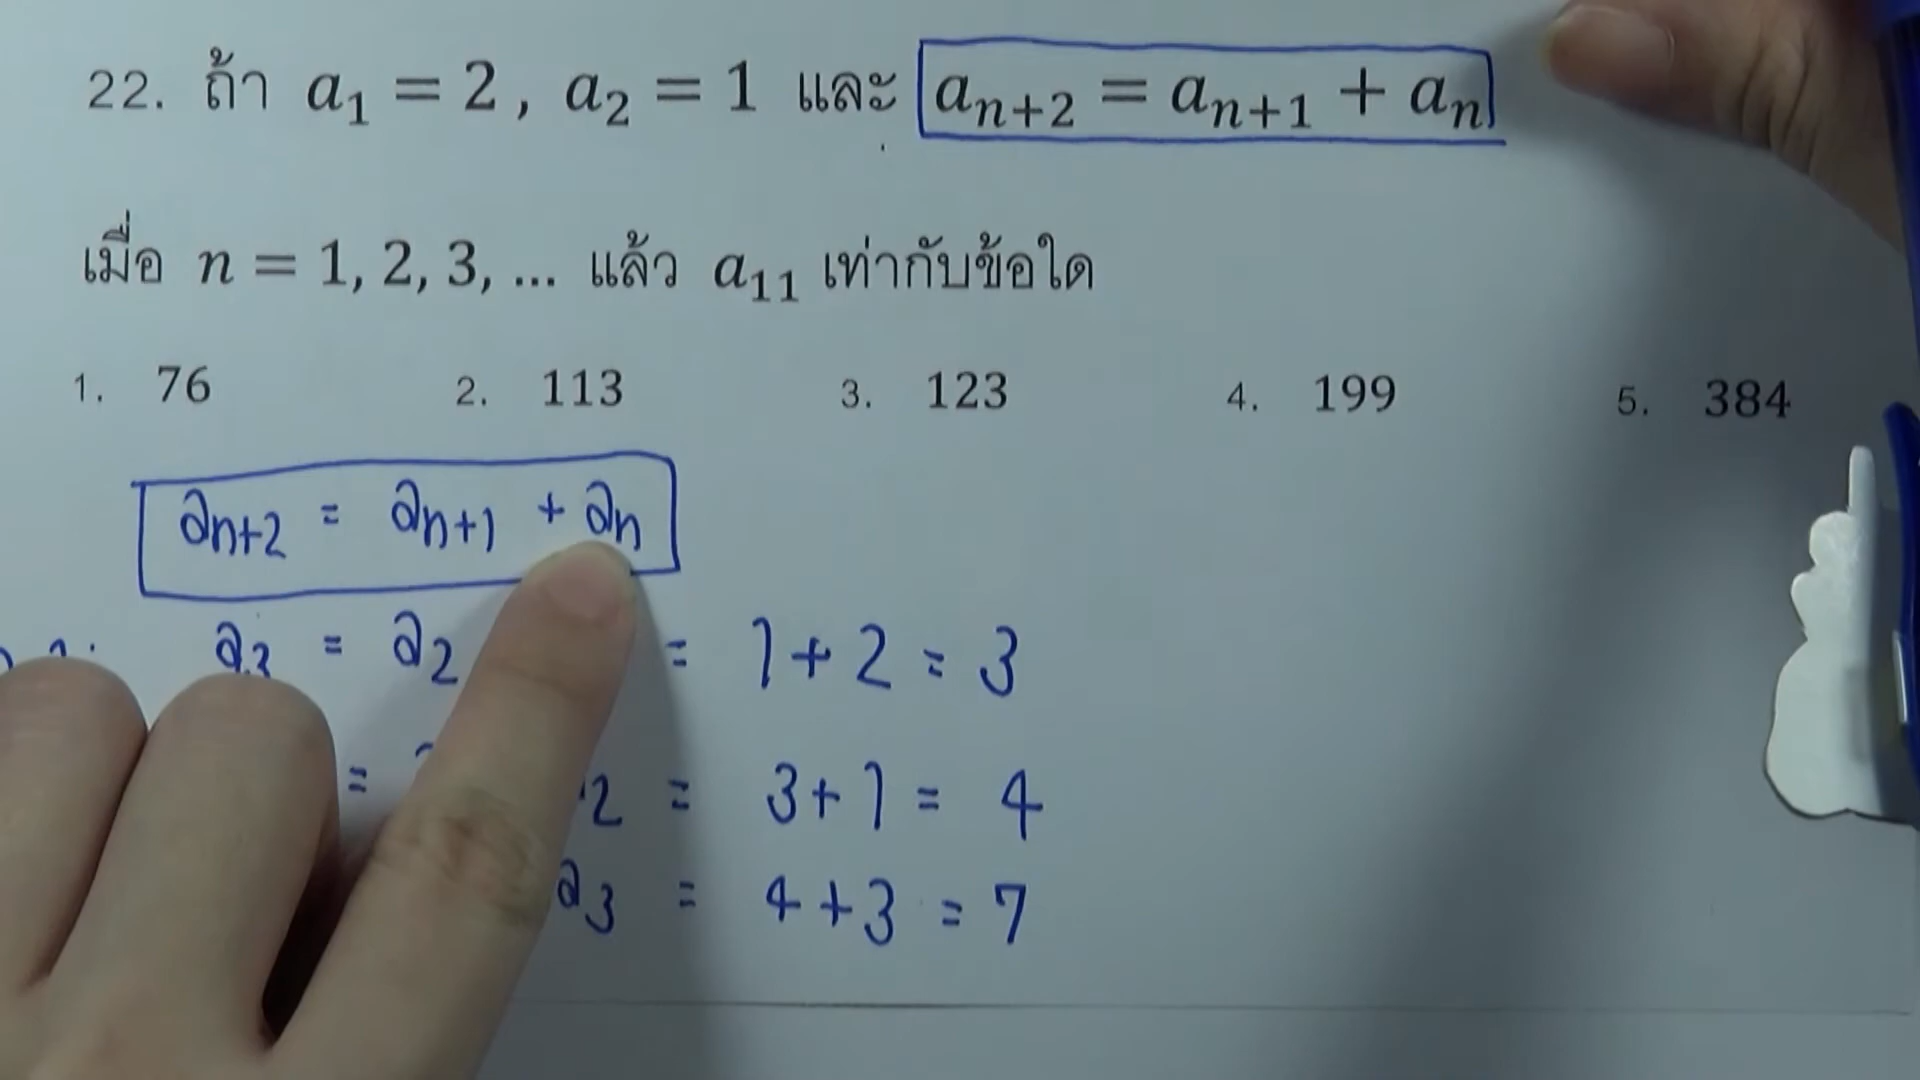 22. ถ้า a₁ = 2 , a₂ = 1 และ aₙ₊₂ = aₙ₊₁ + aₙ
เมื่อ n = 1, 2, 3, ... แล้ว a₁₁ เท่ากับข้อใด
1. 76 2. 113 3. 123 4. 199 5. 384
aₙ₊₂ = aₙ₊₁ + aₙ
a₃ = a₂ = 1 + 2 = 3
= 2 = 3 + 1 = 4
a₃ = 4 + 3 = 7